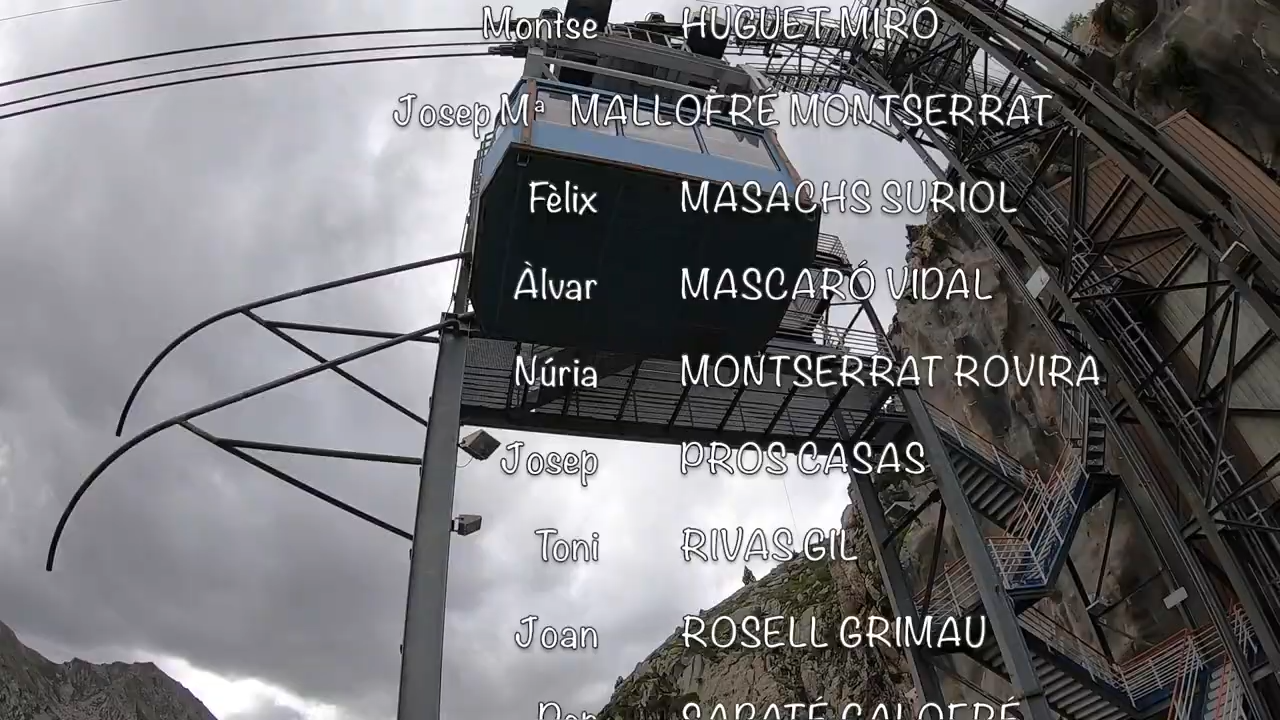 Montse HUGUET MIRÓ
Josep Mª MALLOFRÉ MONTSERRAT
Fèlix MASACHS SURIOL
Àlvar MASCARÓ VIDAL
Núria MONTSERRAT ROVIRA
Josep PROS CASAS
Toni RIVAS GIL
Joan ROSELL GRIMAU